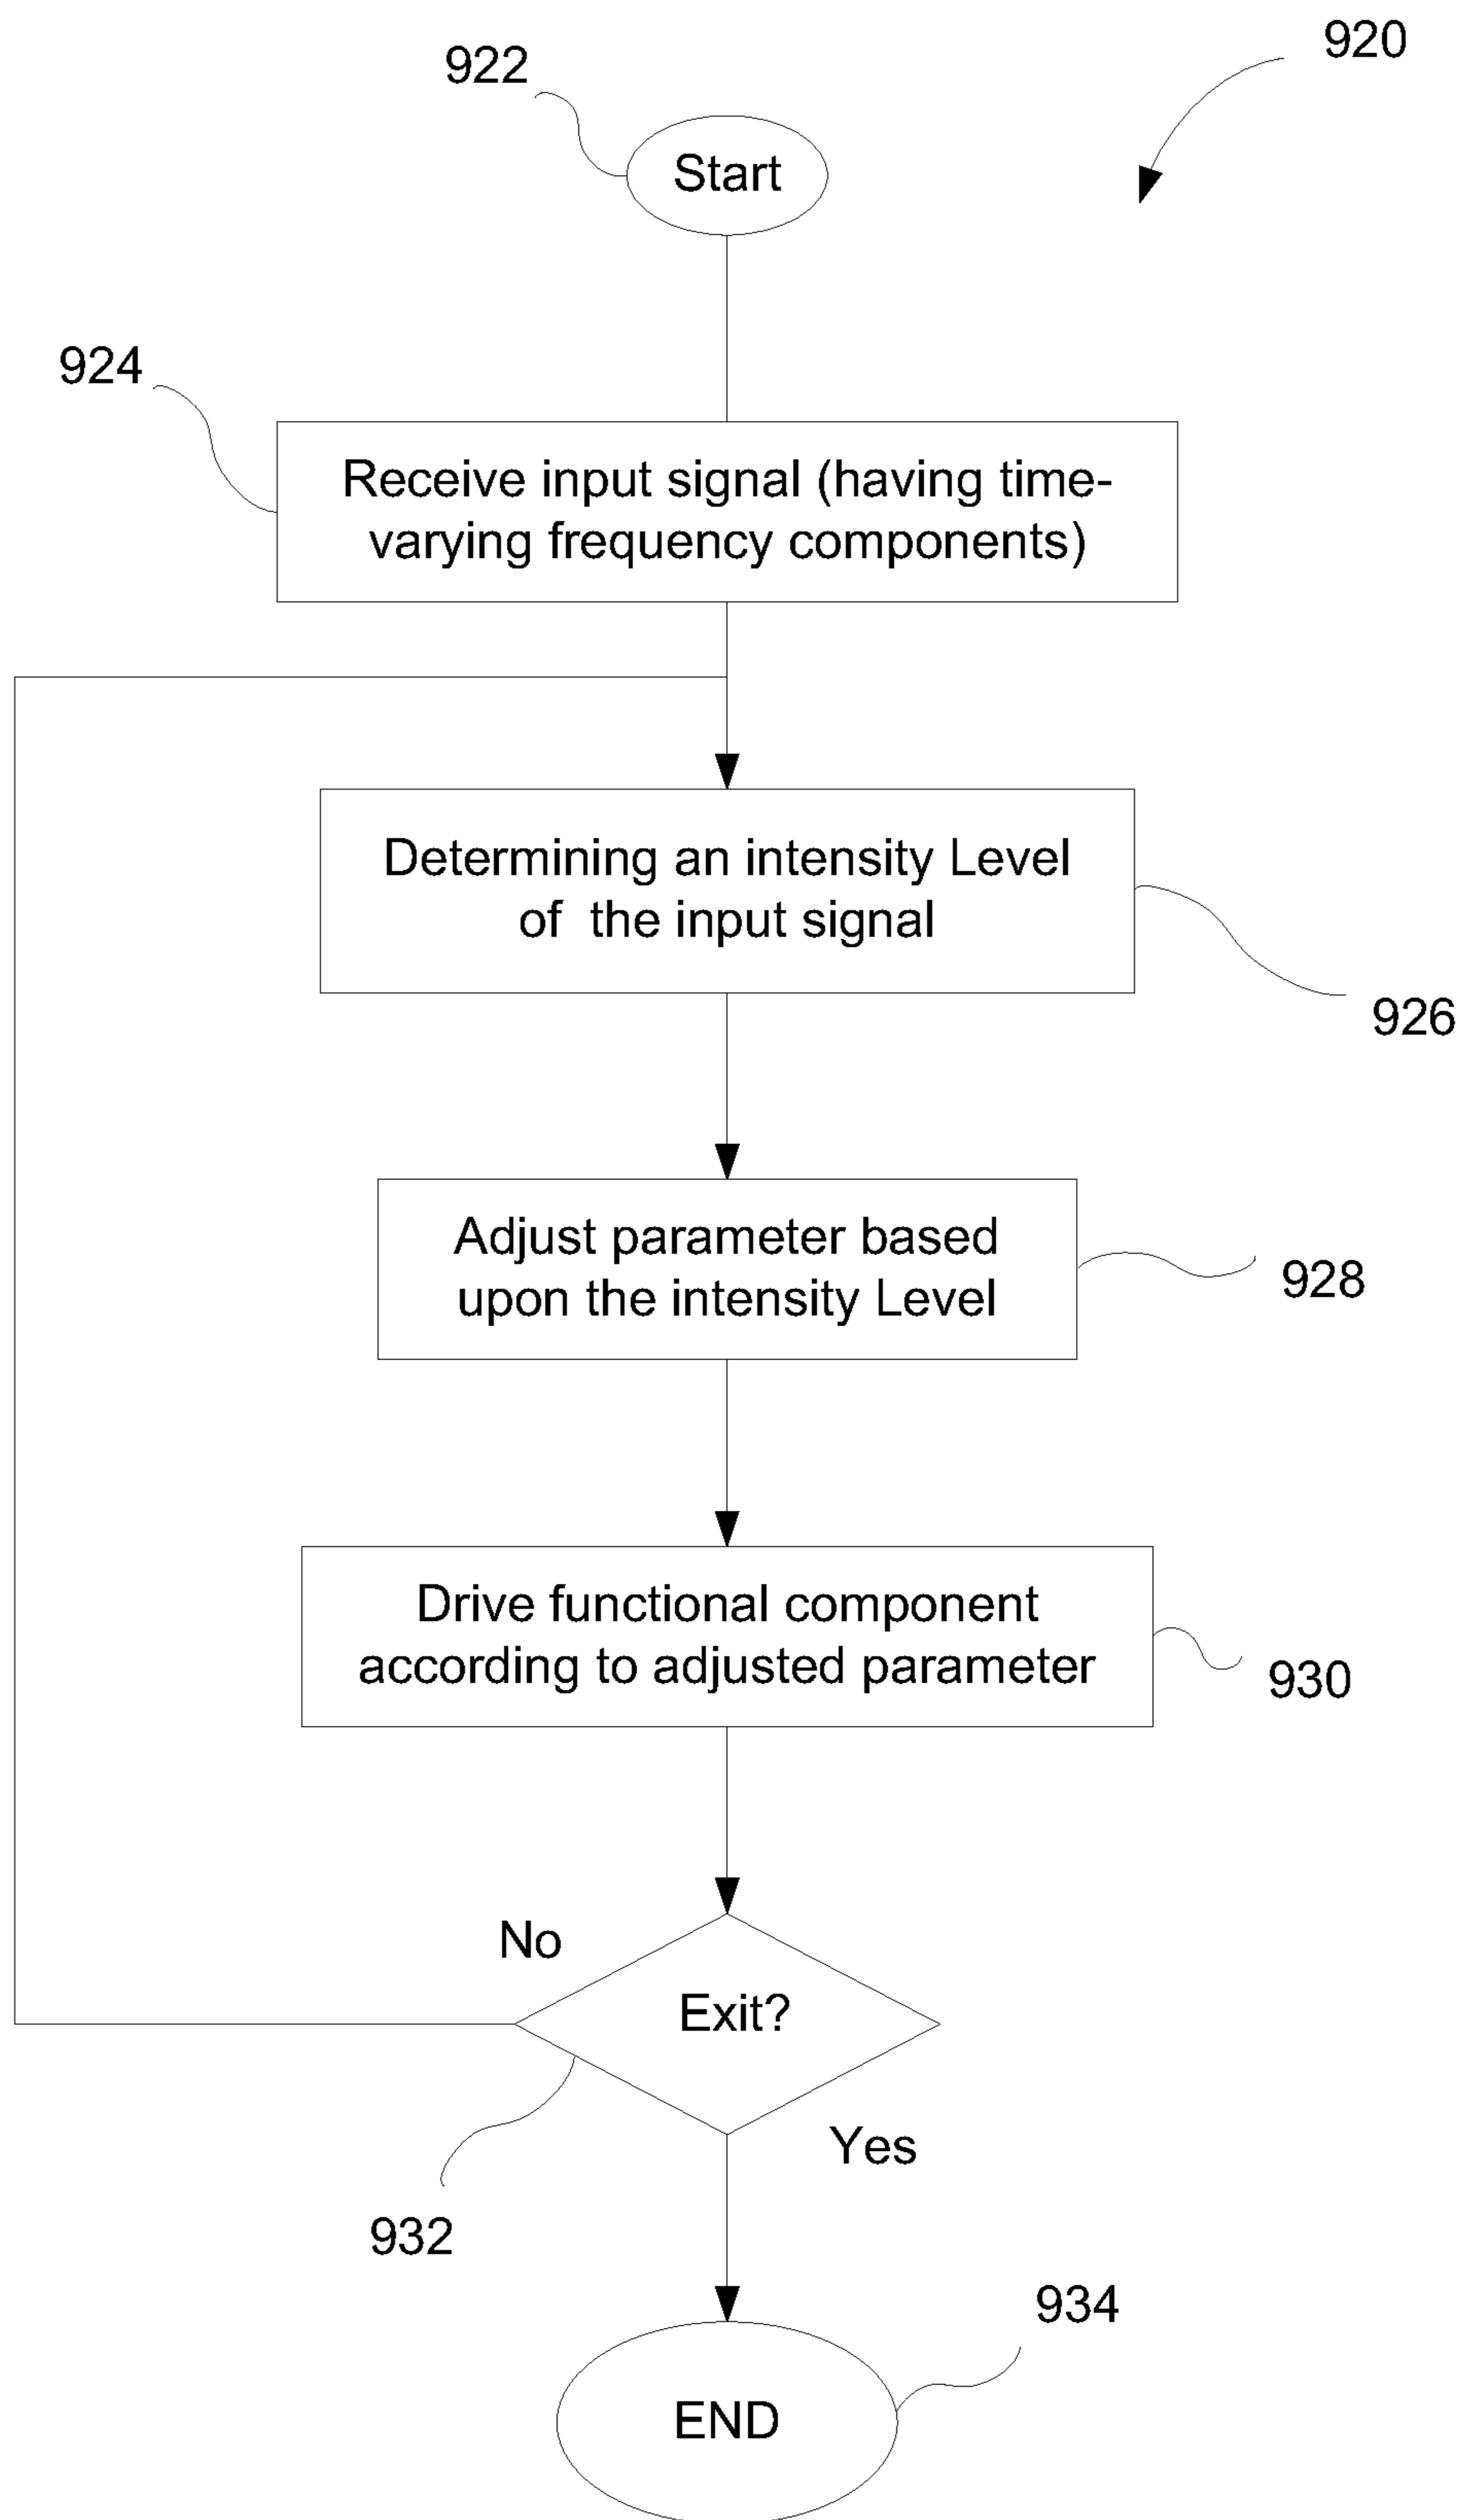 920
922
Start
924
Receive input signal (having time-
varying frequency components)
Determining an intensity Level
of the input signal
926
Adjust parameter based
upon the intensity Level
928
Drive functional component
according to adjusted parameter
930
No
Exit?
Yes
932
934
END